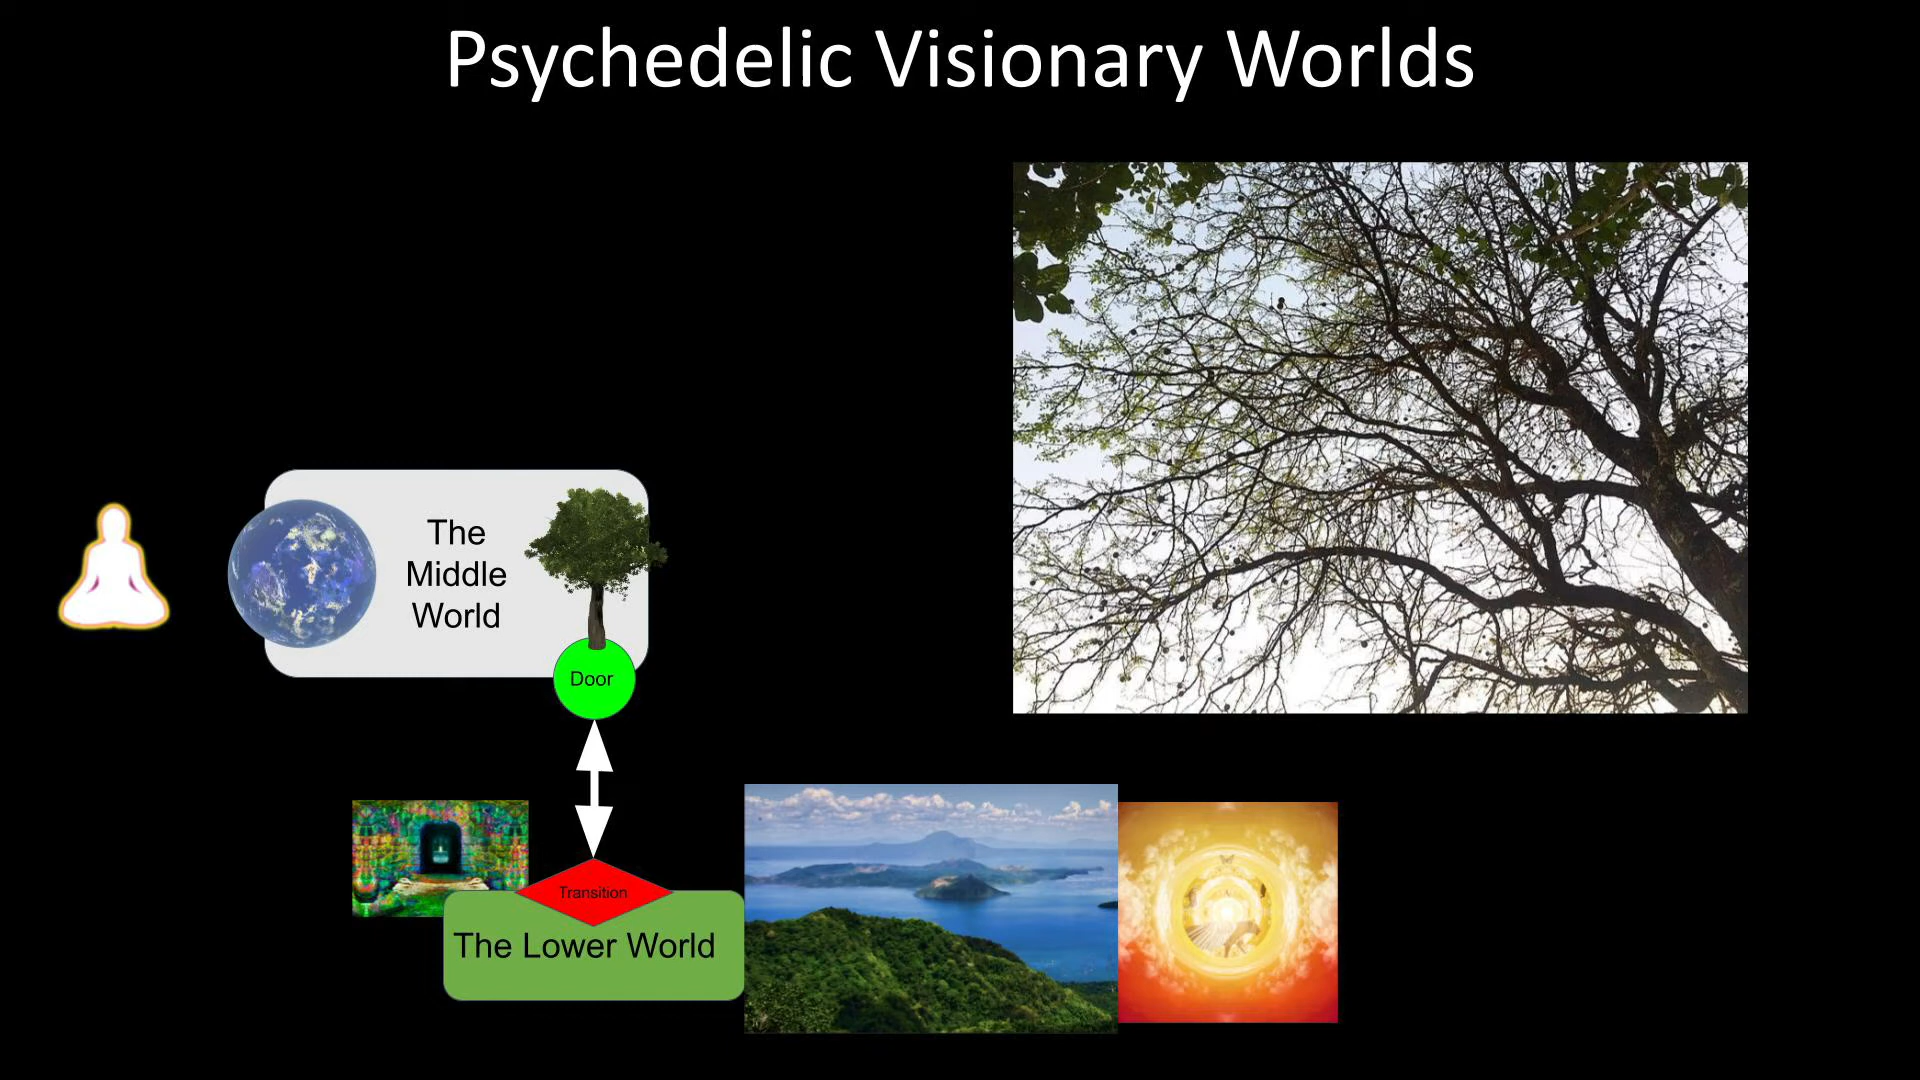 Psychedelic Visionary Worlds
The
Middle
World
Door
Transition
The Lower World